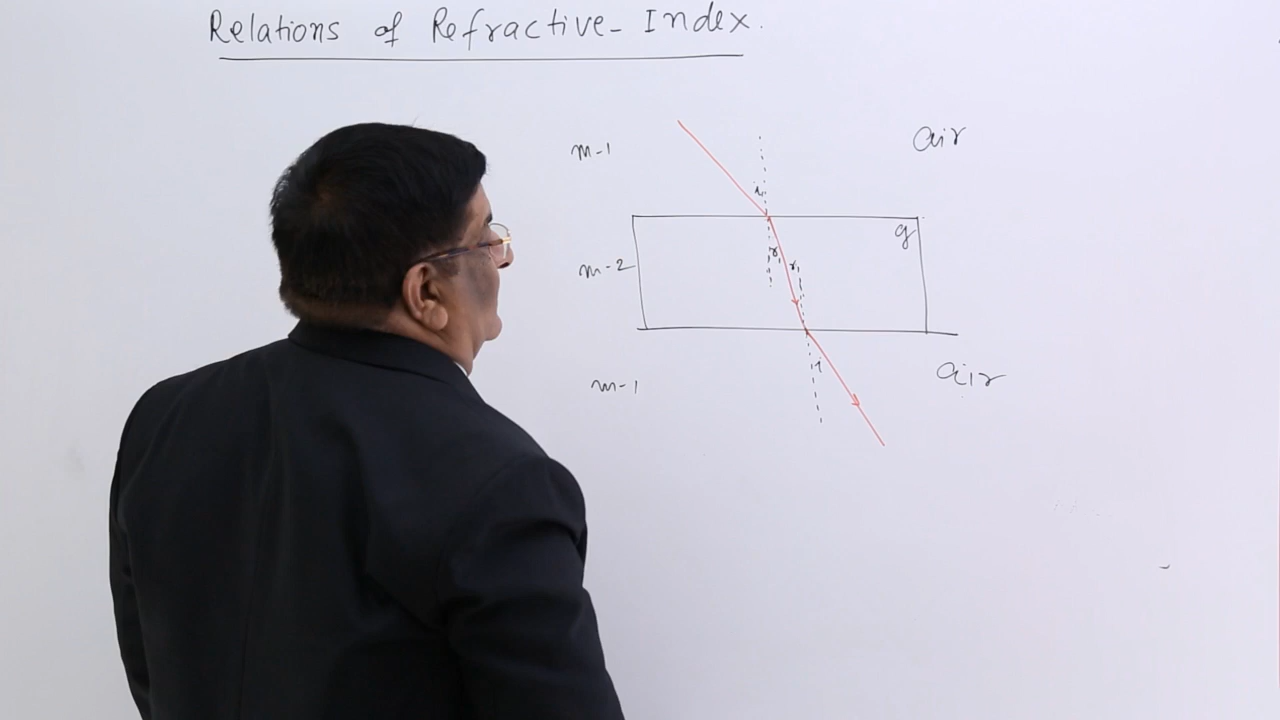 Relations of Refractive-Index.
m-1 air
i
g
m-2 r r
i
m-1 air